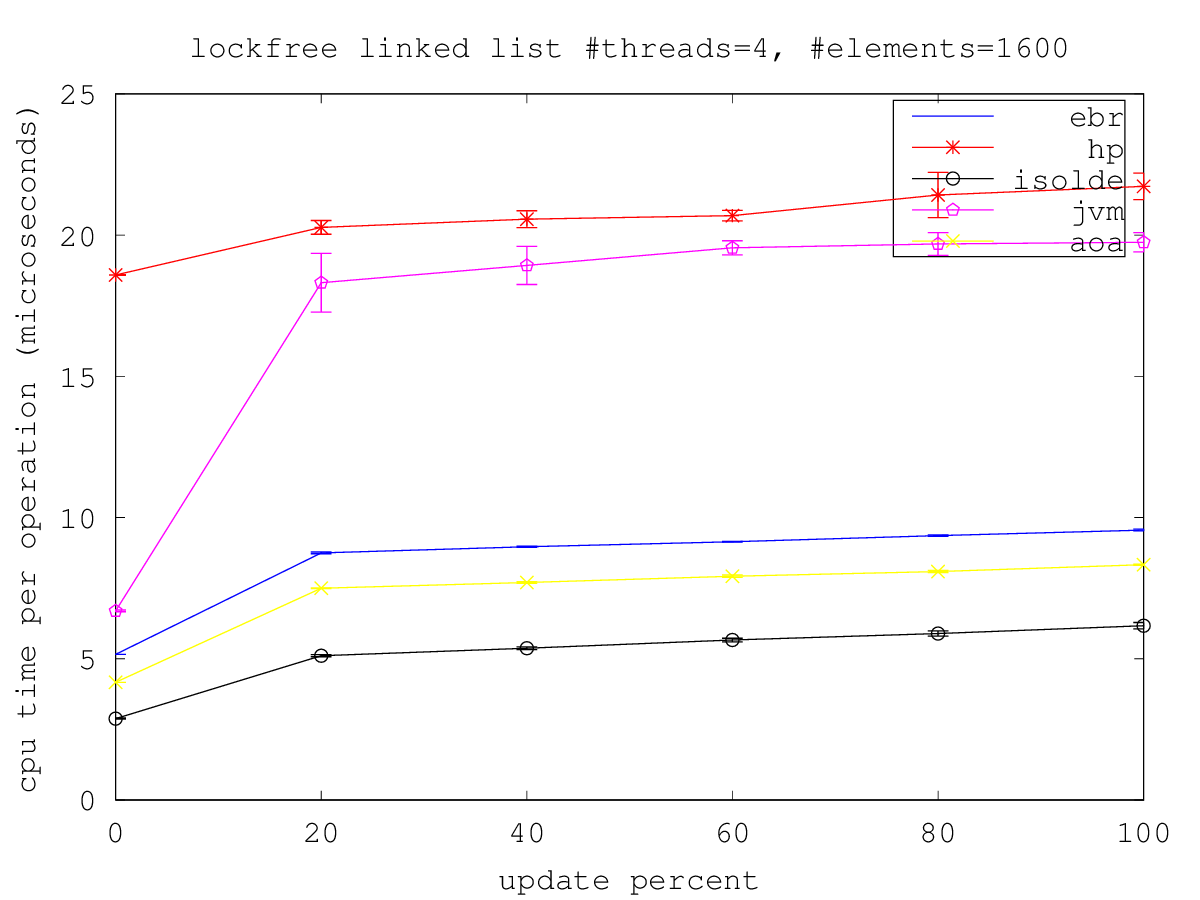 lockfree linked list #threads=4, #elements=1600
cpu time per operation (microseconds)
25
20
15
10
5
0
ebr
hp
isolde
jvm
aoa
0 20 40 60 80 100
update percent